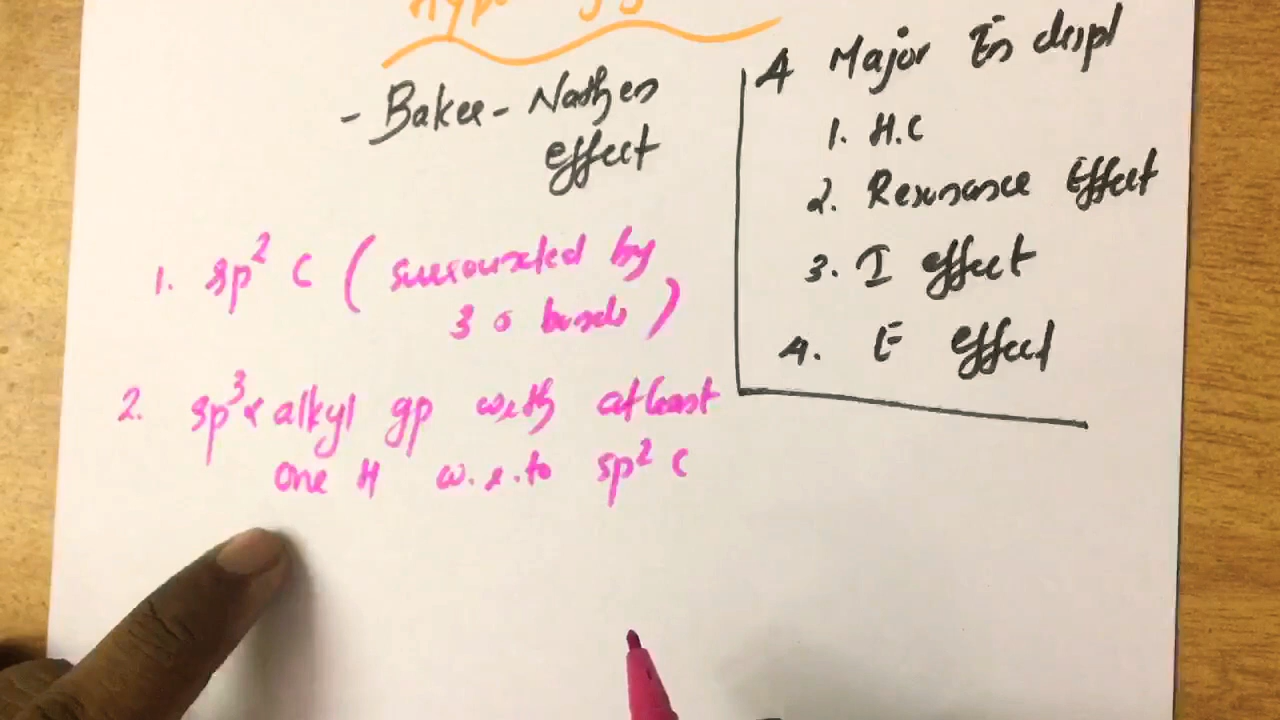 - Baker - Nathen
effect
1. sp² C ( surrounded by
3 σ bonds )
2. sp³ α alkyl gp with atleast
one H w.r.to sp² C
4 Major En displ
1. H.C
2. Resonance Effect
3. I effect
4. E effect